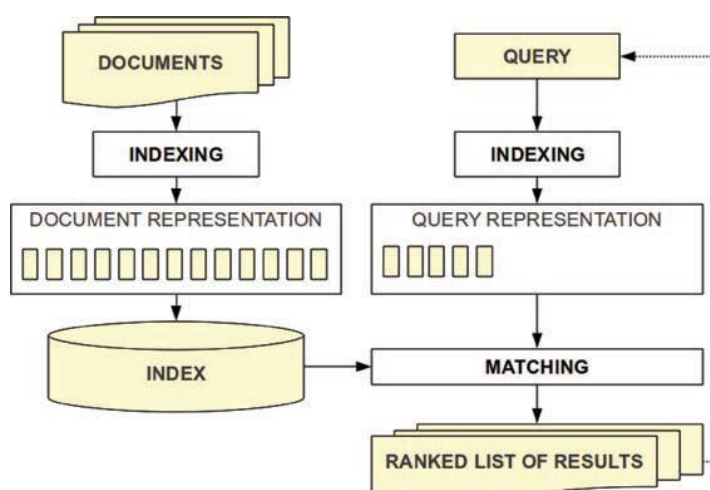 DOCUMENTS
QUERY
INDEXING
INDEXING
DOCUMENT REPRESENTATION
QUERY REPRESENTATION
INDEX
MATCHING
RANKED LIST OF RESULTS